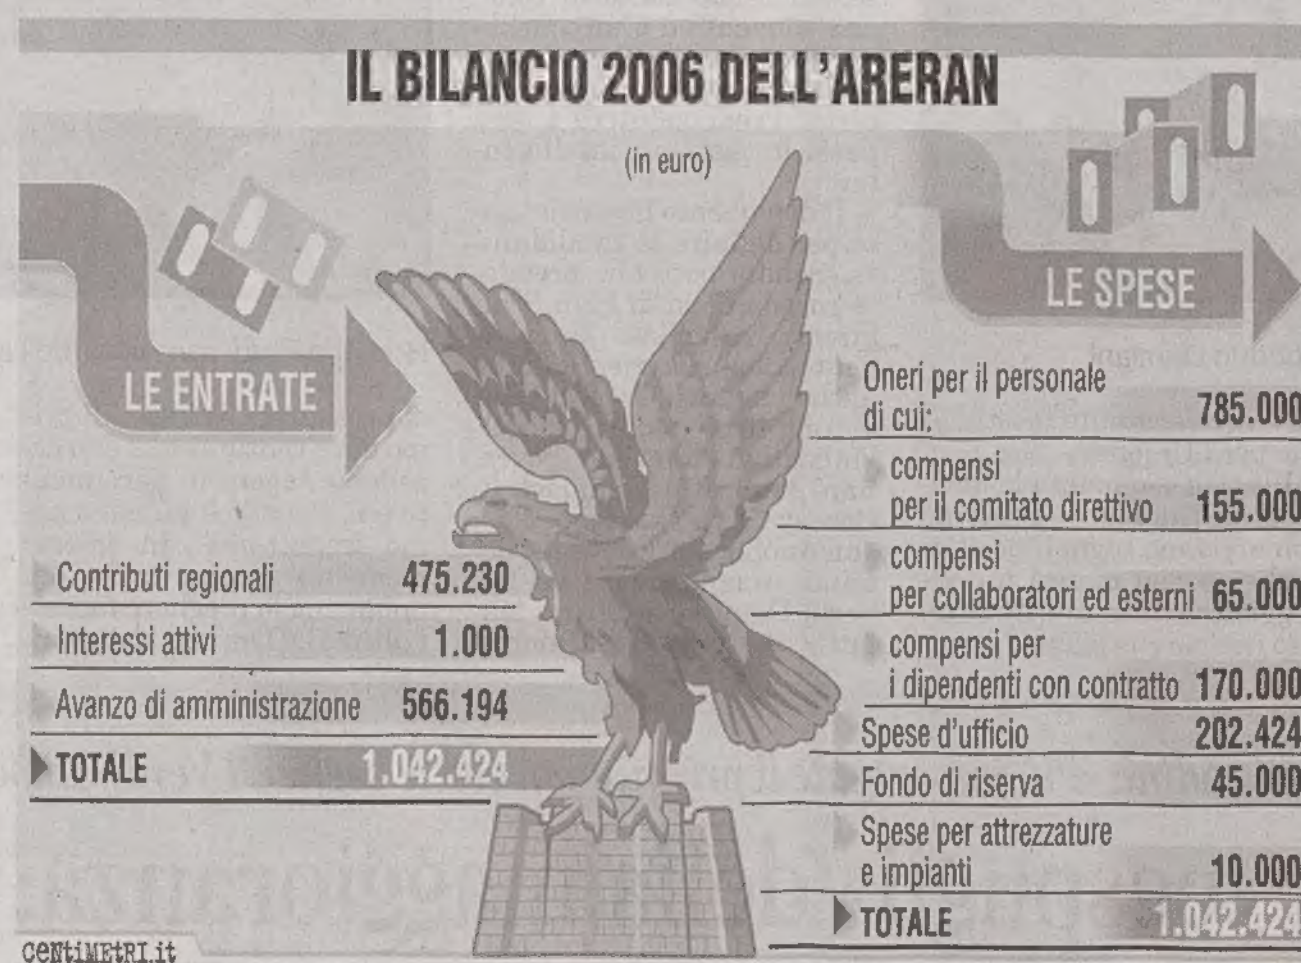 IL BILANCIO 2006 DELL'ARERAN
(in euro)
LE ENTRATE
Contributi regionali 475.230
Interessi attivi 1.000
Avanzo di amministrazione 566.194
TOTALE 1.042.424
LE SPESE
Oneri per il personale
di cui: 785.000
compensi
per il comitato direttivo 155.000
compensi
per collaboratori ed esterni 65.000
compensi per
i dipendenti con contratto 170.000
Spese d'ufficio 202.424
Fondo di riserva 45.000
Spese per attrezzature
e impianti 10.000
TOTALE 1.042.424
CENTIMETRI.it